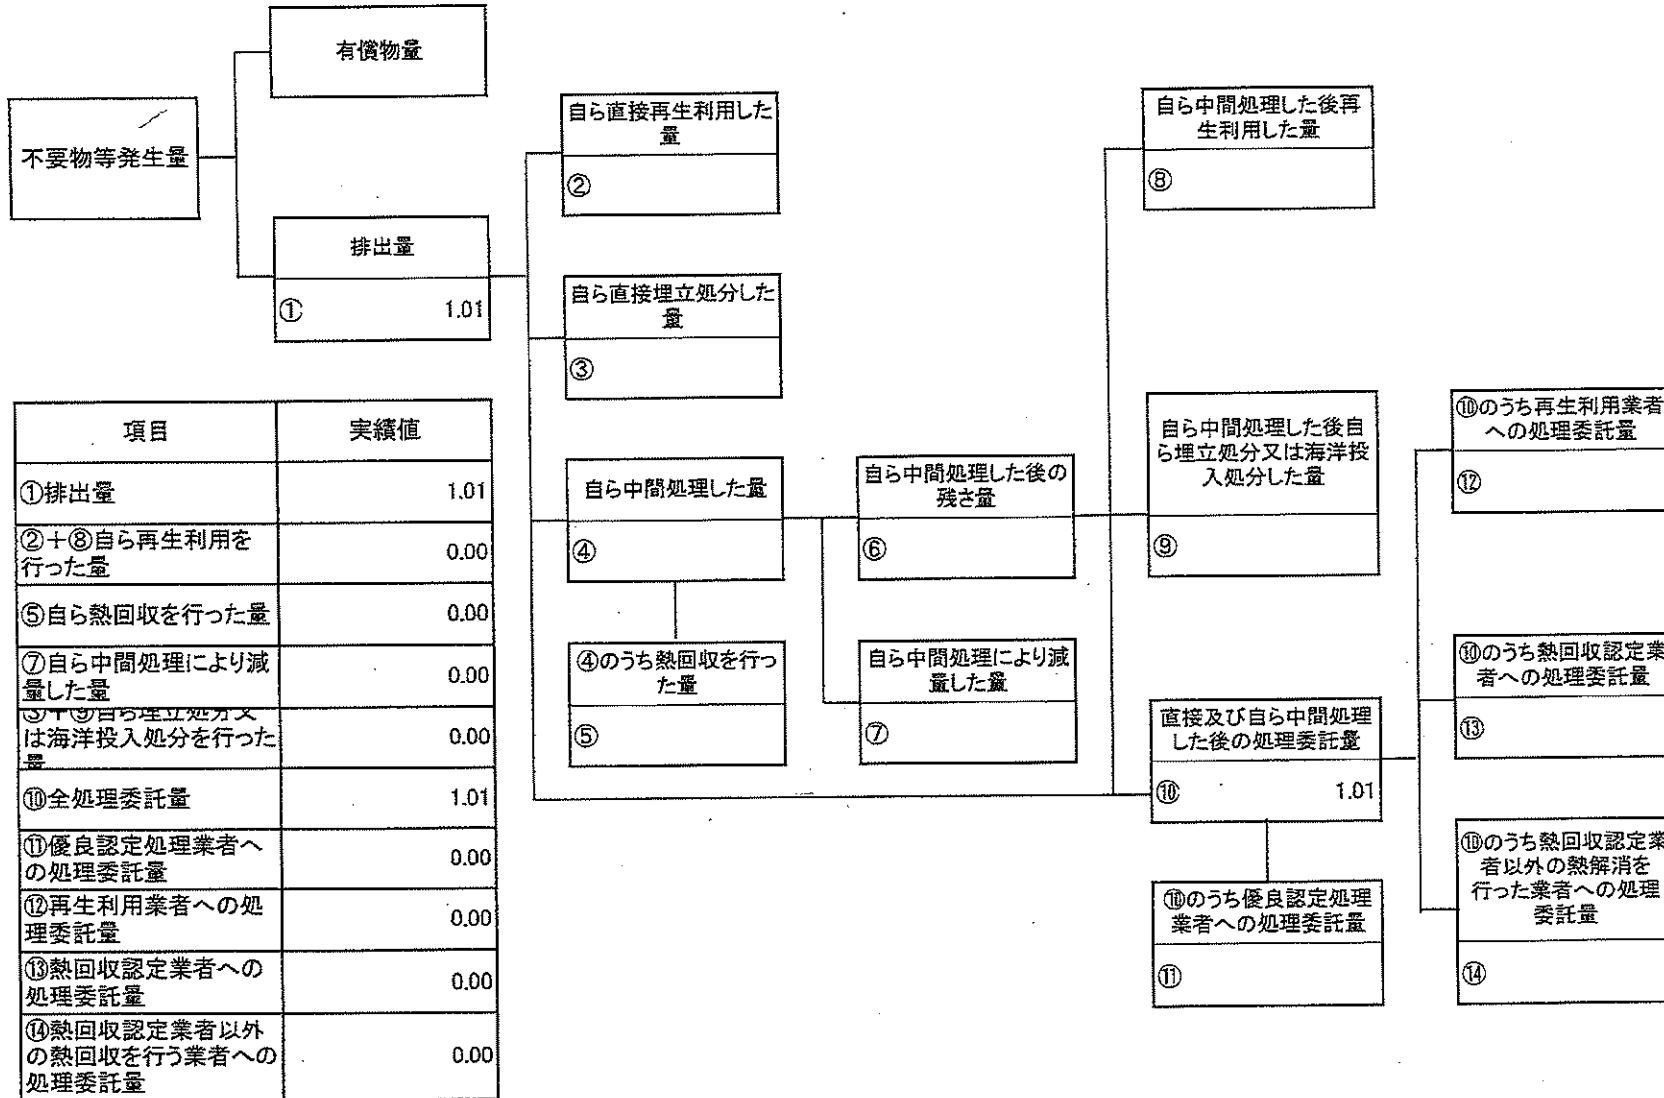 有償物量
不要物等発生量
排出量
① 1.01
自ら直接再生利用した
量
②
自ら直接埋立処分した
量
③
自ら中間処理した量
④
④のうち熱回収を行っ
た量
⑤
自ら中間処理した後の
残さ量
⑥
自ら中間処理により減
量した量
⑦
自ら中間処理した後再
生利用した量
⑧
自ら中間処理した後自
ら埋立処分又は海洋投
入処分した量
⑨
直接及び自ら中間処理
した後の処理委託量
⑩ 1.01
⑩のうち優良認定処理
業者への処理委託量
⑪
⑩のうち再生利用業者
への処理委託量
⑫
⑩のうち熱回収認定業
者への処理委託量
⑬
⑩のうち熱回収認定業
者以外の熱解消を
行った業者への処理
委託量
⑭
項目 実績値
①排出量 1.01
②+⑧自ら再生利用を
行った量 0.00
⑤自ら熱回収を行った量 0.00
⑦自ら中間処理により減
量した量 0.00
③+⑨自ら埋立処分又
は海洋投入処分を行った
量 0.00
⑩全処理委託量 1.01
⑪優良認定処理業者へ
の処理委託量 0.00
⑫再生利用業者への処
理委託量 0.00
⑬熱回収認定業者への
処理委託量 0.00
⑭熱回収認定業者以外
の熱回収を行う業者への
処理委託量 0.00